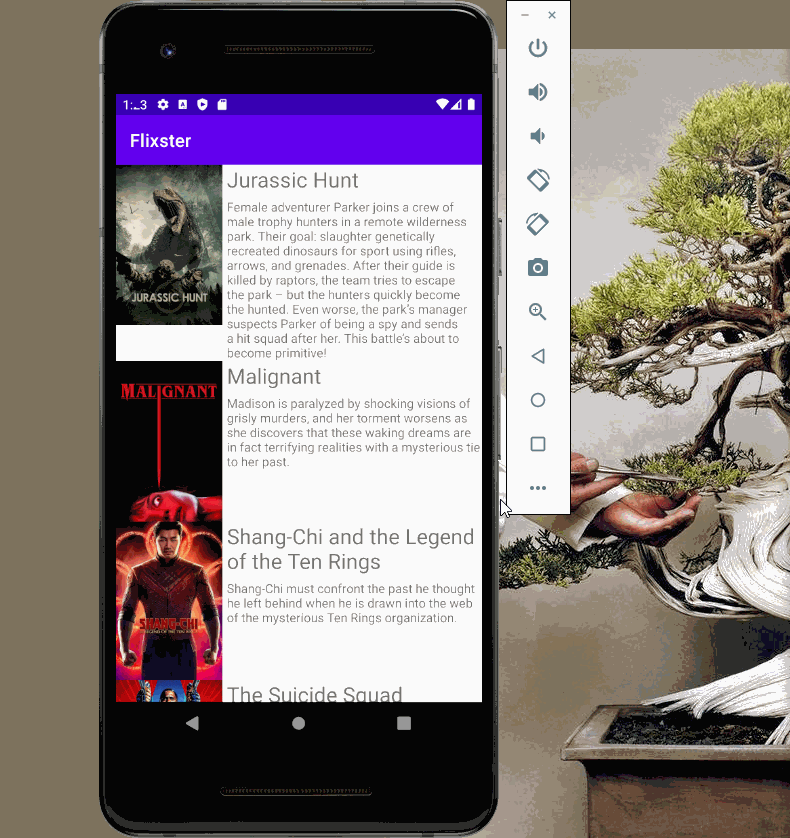 Flixster
Jurassic Hunt
Female adventurer Parker joins a crew of
male trophy hunters in a remote wilderness
park. Their goal: slaughter genetically
recreated dinosaurs for sport using rifles,
arrows, and grenades. After their guide is
killed by raptors, the team tries to escape
the park – but the hunters quickly become
the hunted. Even worse, the park's manager
suspects Parker of being a spy and sends
a hit squad after her. This battle's about to
become primitive!
JURASSIC HUNT
Malignant
MALIGNANT
Madison is paralyzed by shocking visions of
grisly murders, and her torment worsens as
she discovers that these waking dreams are
in fact terrifying realities with a mysterious tie
to her past.
Shang-Chi and the Legend
of the Ten Rings
Shang-Chi must confront the past he thought
he left behind when he is drawn into the web
of the mysterious Ten Rings organization.
SHANG-CHI
The Suicide Squad